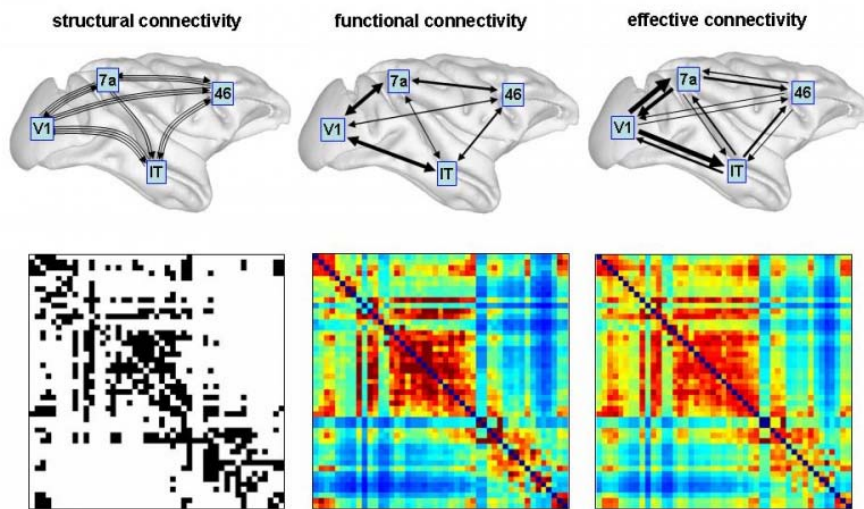 structural connectivity
functional connectivity
effective connectivity
7a
46
V1
IT
7a
46
V1
IT
7a
46
V1
IT